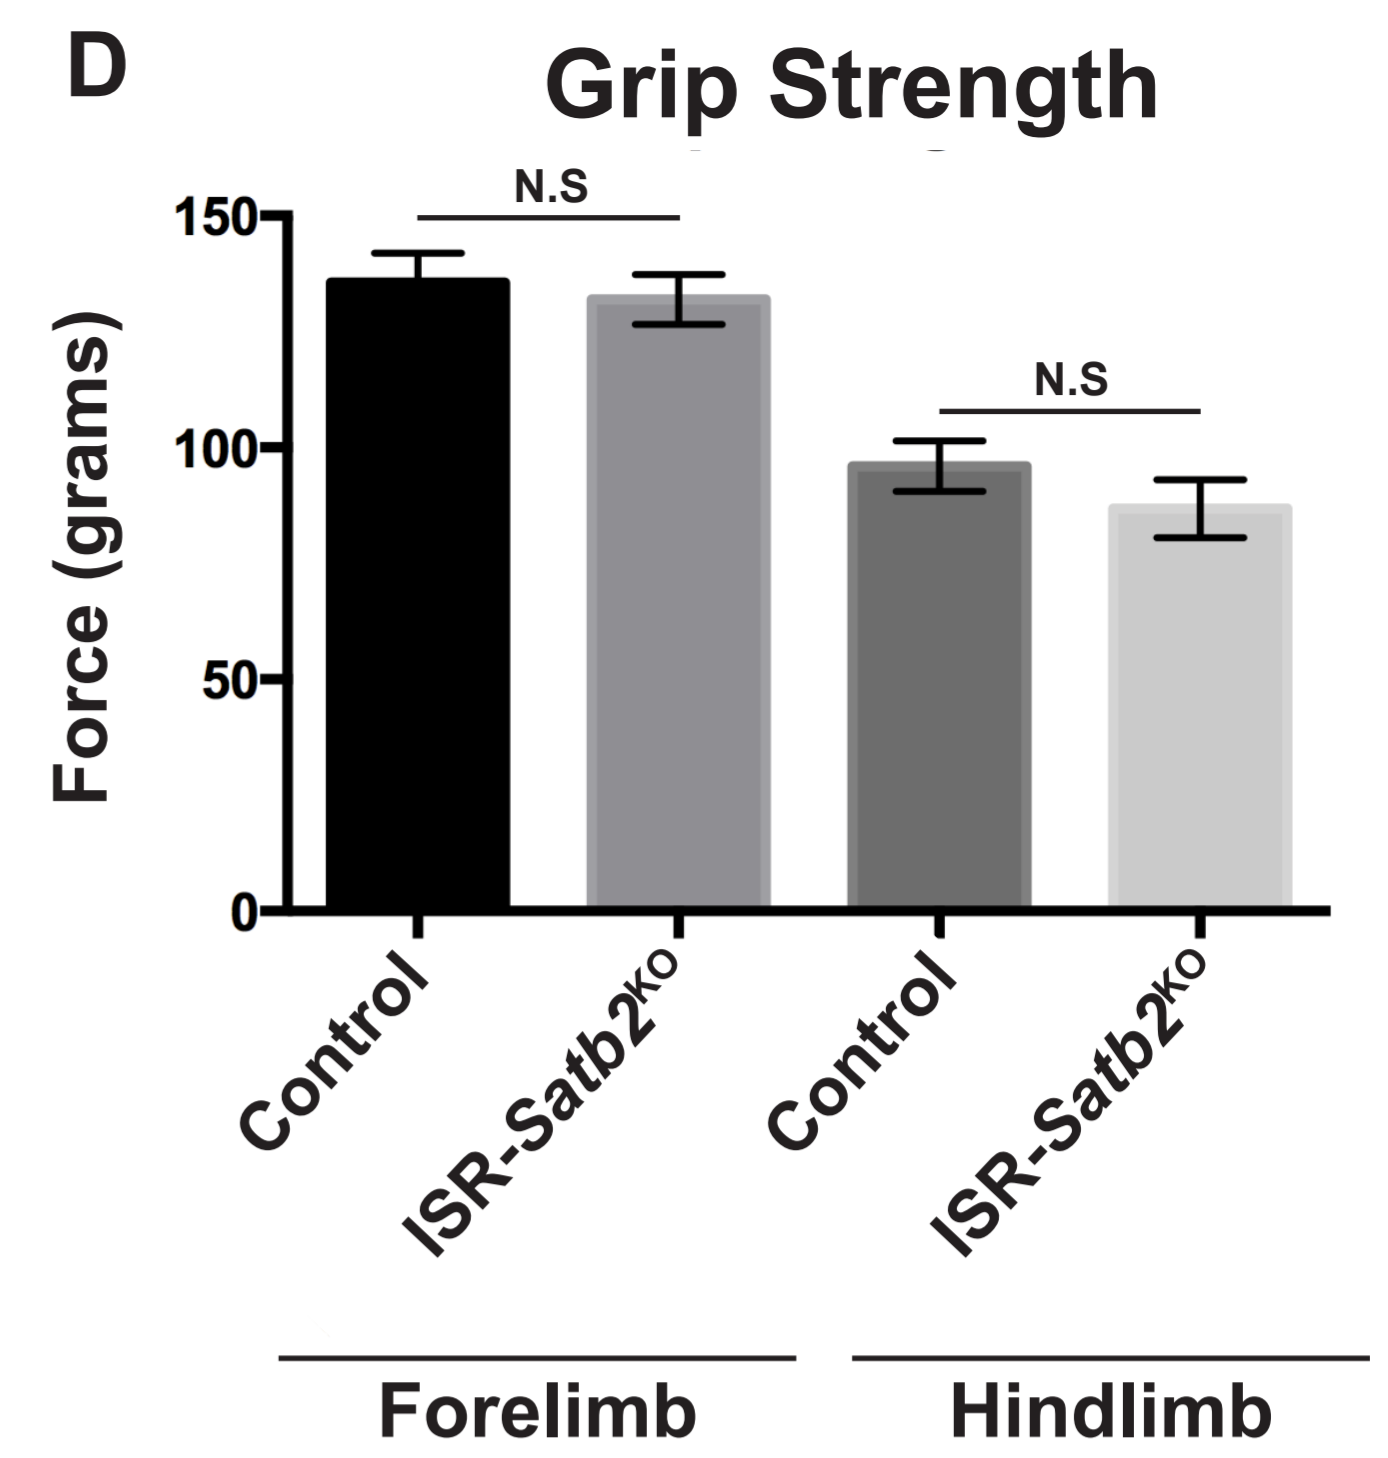 D
Grip Strength
N.S
N.S
Force (grams)
150
100
50
0
Control
ISR-Satb2ᴷᴼ
Control
ISR-Satb2ᴷᴼ
Forelimb
Hindlimb